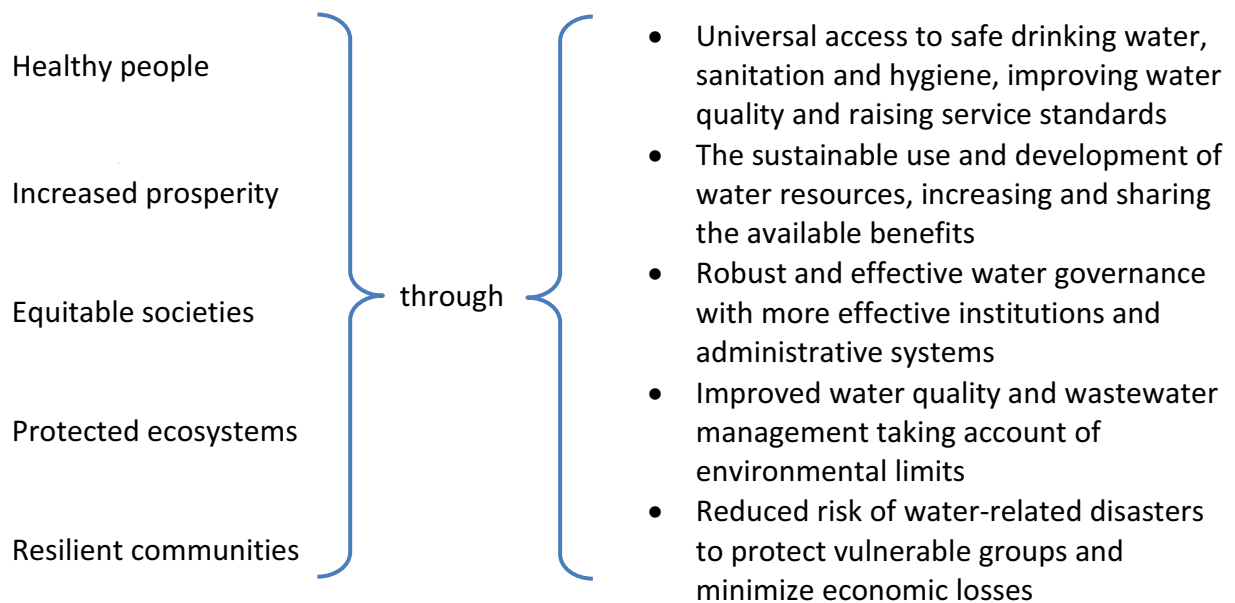 Healthy people
Increased prosperity
Equitable societies
Protected ecosystems
Resilient communities
through
• Universal access to safe drinking water,
sanitation and hygiene, improving water
quality and raising service standards
• The sustainable use and development of
water resources, increasing and sharing
the available benefits
• Robust and effective water governance
with more effective institutions and
administrative systems
• Improved water quality and wastewater
management taking account of
environmental limits
• Reduced risk of water-related disasters
to protect vulnerable groups and
minimize economic losses